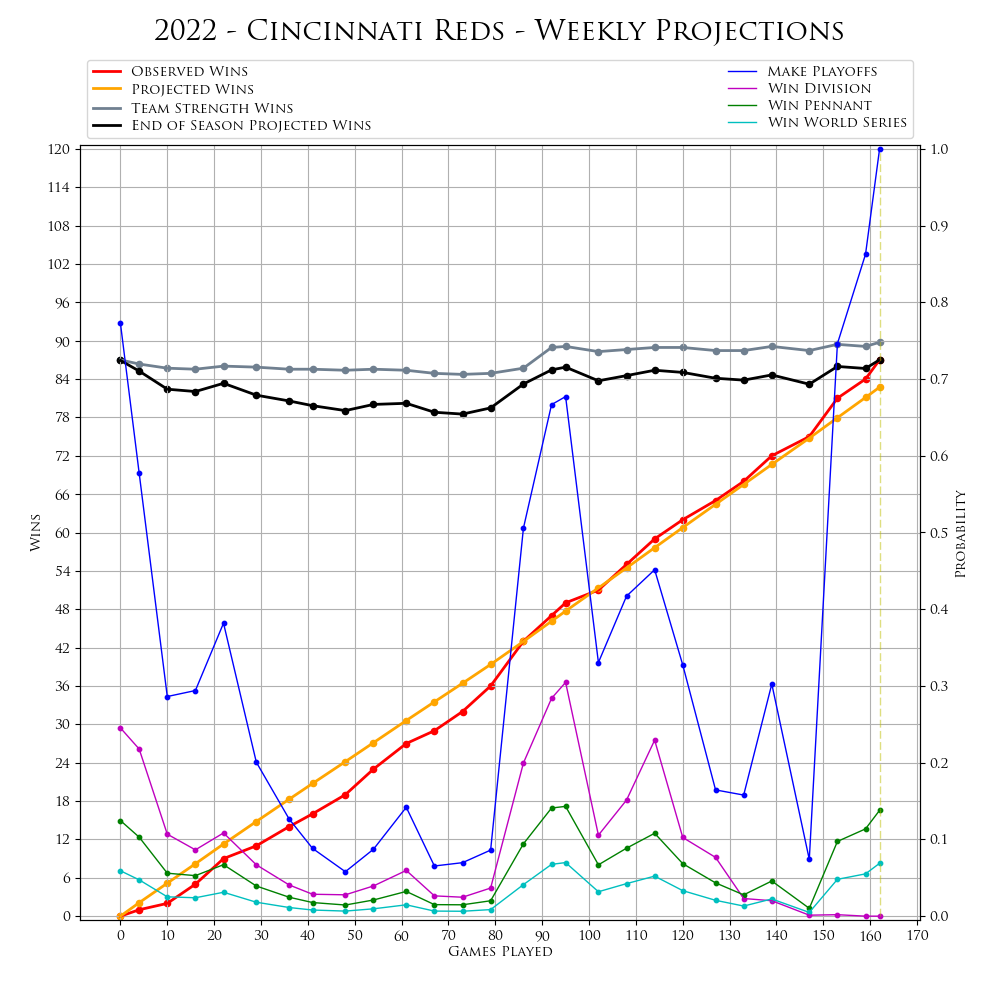 2022 - Cincinnati Reds - Weekly Projections
Observed Wins
Projected Wins
Team Strength Wins
End of Season Projected Wins
Make Playoffs
Win Division
Win Pennant
Win World Series
120
114
108
102
96
90
84
78
72
66
60
54
48
42
36
30
24
18
12
6
0
Wins
1.0
0.9
0.8
0.7
0.6
0.5
0.4
0.3
0.2
0.1
0.0
Probability
0 10 20 30 40 50 60 70 80 90 100 110 120 130 140 150 160 170
Games Played